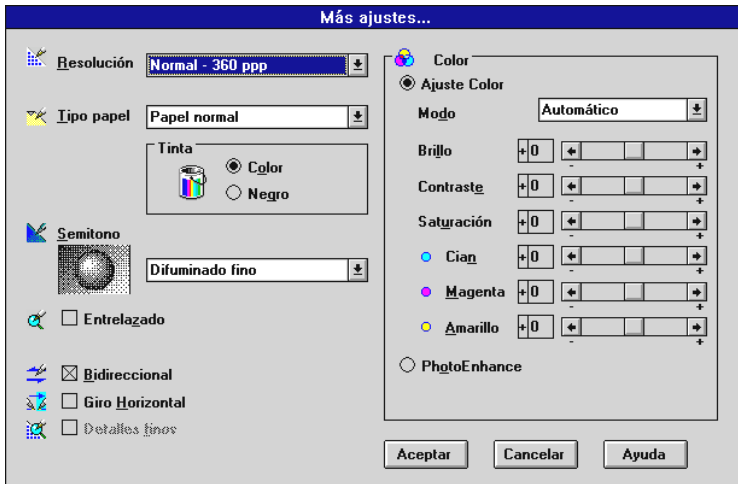 Más ajustes...
Resolución
Normal - 360 ppp
Tipo papel
Papel normal
Tinta
Color
Negro
Semitono
Difuminado fino
Entrelazado
Bidireccional
Giro Horizontal
Detalles finos
Color
Ajuste Color
Modo
Automático
Brillo
+0
- +
Contraste
+0
- +
Saturación
+0
- +
Cian
+0
- +
Magenta
+0
- +
Amarillo
+0
- +
PhotoEnhance
Aceptar
Cancelar
Ayuda